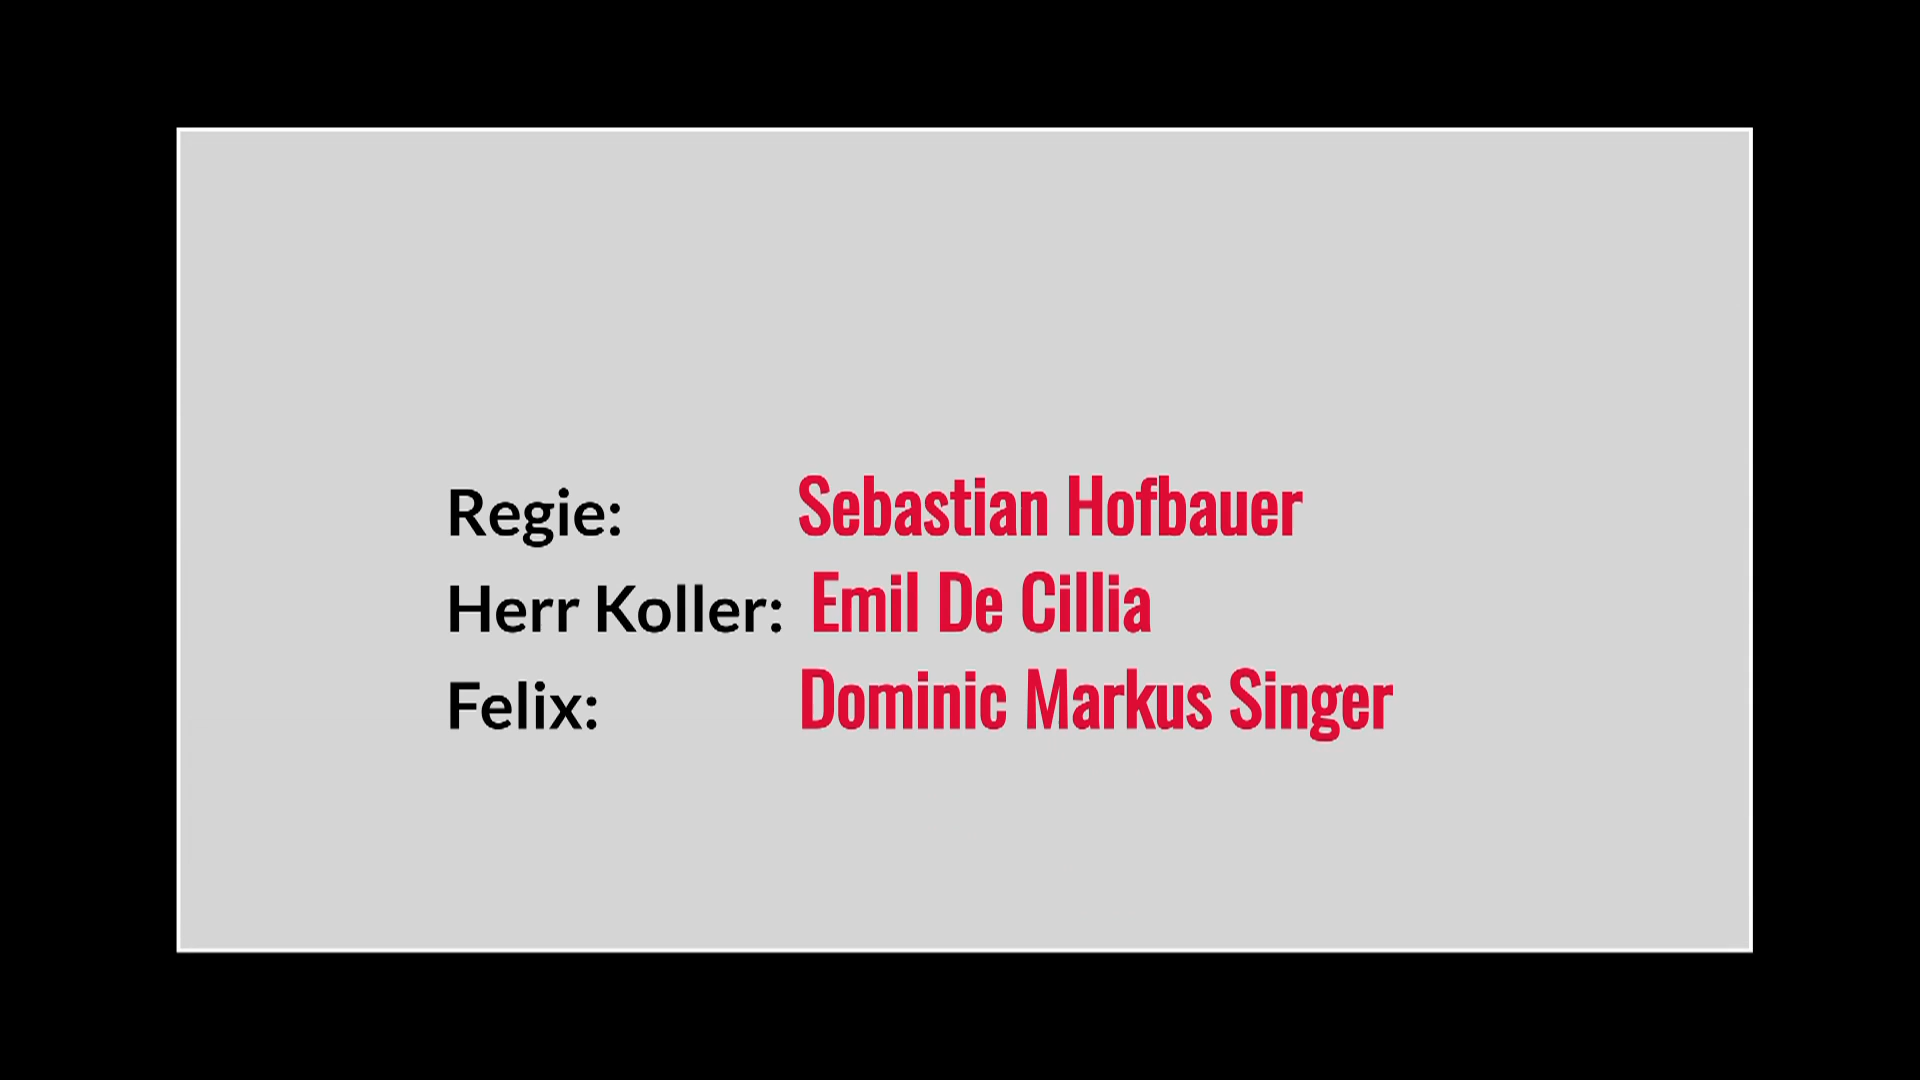 Regie: Sebastian Hofbauer
Herr Koller: Emil De Cillia
Felix: Dominic Markus Singer